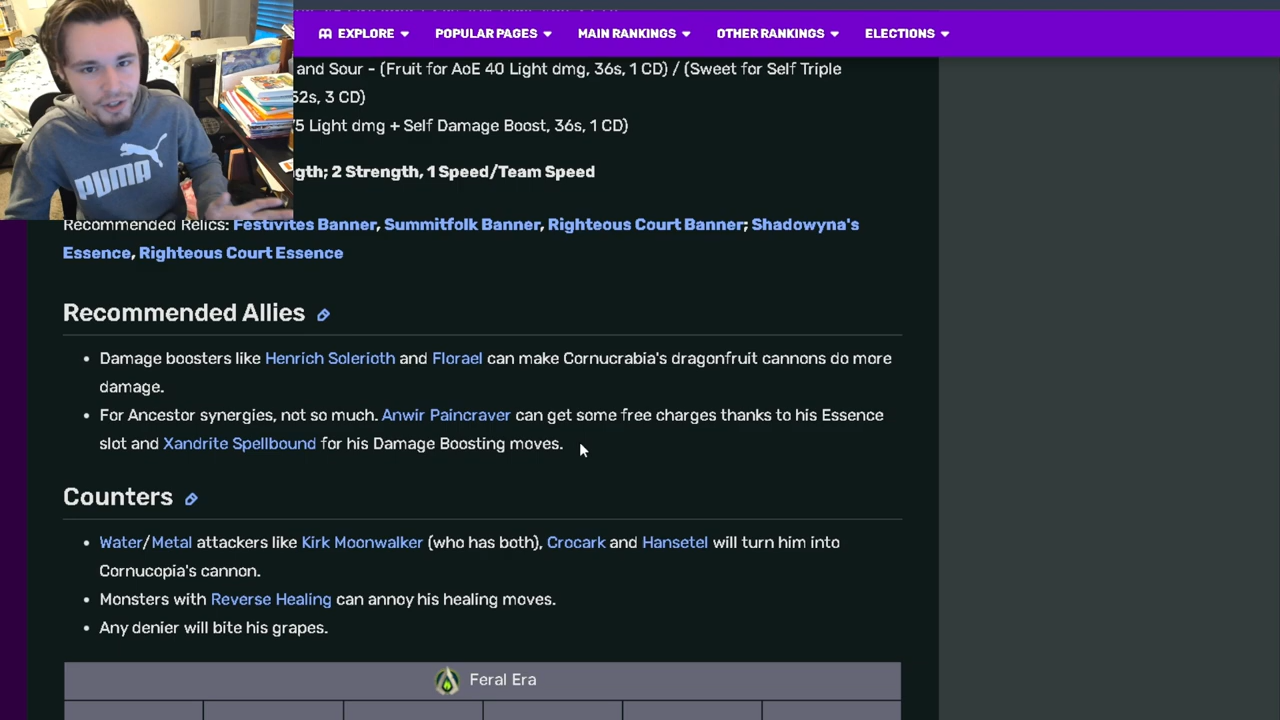 EXPLORE POPULAR PAGES MAIN RANKINGS OTHER RANKINGS ELECTIONS
and Sour - (Fruit for AoE 40 Light dmg, 36s, 1 CD) / (Sweet for Self Triple
52s, 3 CD)
Light dmg + Self Damage Boost, 36s, 1 CD)
2 Strength, 1 Speed/Team Speed
Recommended Relics: Festivites Banner, Summitfolk Banner, Righteous Court Banner; Shadowyna's
Essence, Righteous Court Essence
Recommended Allies
• Damage boosters like Henrich Solerioth and Florael can make Cornucrabia's dragonfruit cannons do more
damage.
• For Ancestor synergies, not so much. Anwir Paincraver can get some free charges thanks to his Essence
slot and Xandrite Spellbound for his Damage Boosting moves.
Counters
• Water/Metal attackers like Kirk Moonwalker (who has both), Crocark and Hansetel will turn him into
Cornucopia's cannon.
• Monsters with Reverse Healing can annoy his healing moves.
• Any denier will bite his grapes.
Feral Era
PUMA